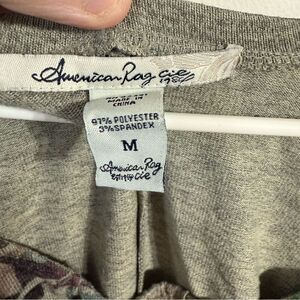 American Rag cie
MADE IN
CHINA
97% POLYESTER
3% SPANDEX
M
American Rag
cie